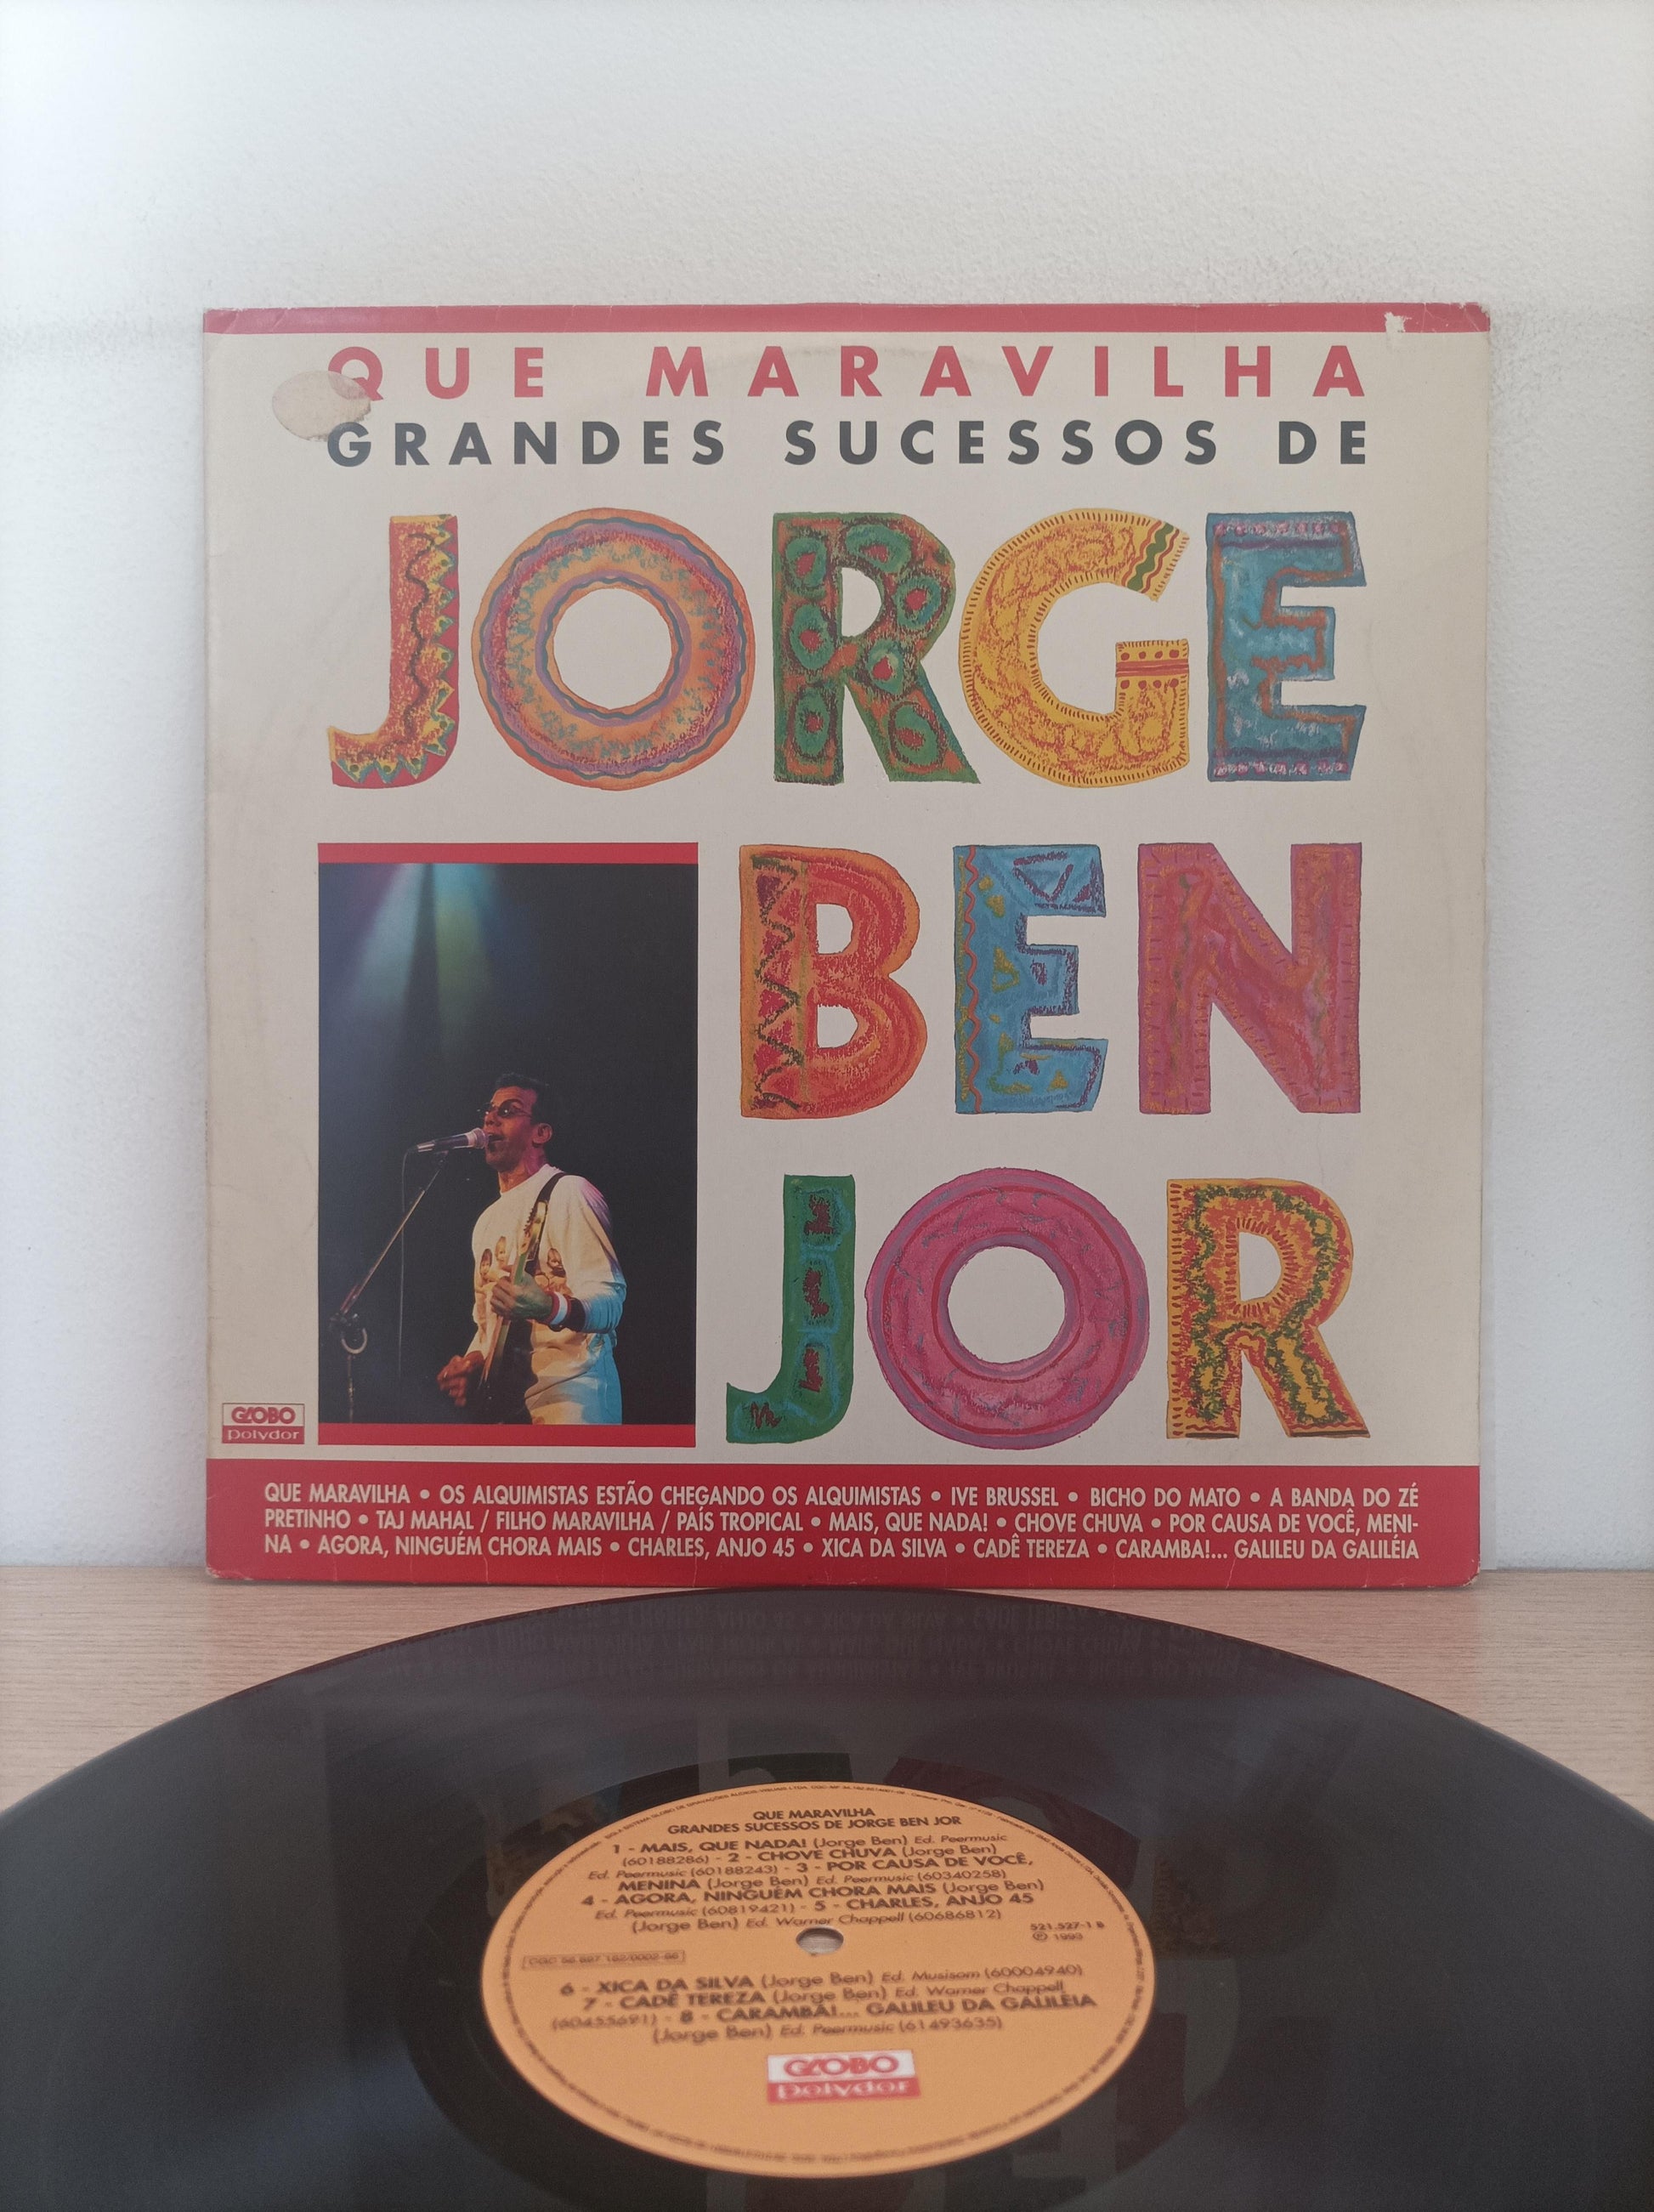 QUE MARAVILHA
GRANDES SUCESSOS DE
JORGE
BEN
JOR
GLOBO
Polydor
QUE MARAVILHA • OS ALQUIMISTAS ESTÃO CHEGANDO OS ALQUIMISTAS • IVE BRUSSEL • BICHO DO MATO • A BANDA DO ZÉ
PRETINHO • TAJ MAHAL / FILHO MARAVILHA / PAÍS TROPICAL • MAIS, QUE NADA! • CHOVE CHUVA • POR CAUSA DE VOCÊ, MENI-
NA • AGORA, NINGUÉM CHORA MAIS • CHARLES, ANJO 45 • XICA DA SILVA • CADÊ TEREZA • CARAMBA!... GALILEU DA GALILÉIA
QUE MARAVILHA
GRANDES SUCESSOS DE JORGE BEN JOR
1 - MAIS, QUE NADA! (Jorge Ben) Ed. Peermusic
(60188286) - 2 - CHOVE CHUVA (Jorge Ben)
Ed. Peermusic (60188243) - 3 - POR CAUSA DE VOCÊ,
MENINA (Jorge Ben) Ed. Peermusic (60340258)
4 - AGORA, NINGUÉM CHORA MAIS (Jorge Ben)
Ed. Peermusic (60819421) - 5 - CHARLES, ANJO 45
(Jorge Ben) Ed. Warner Chappell (60686812)
521.527-1 B
℗ 1993
6 - XICA DA SILVA (Jorge Ben) Ed. Musisom (60004940)
7 - CADÊ TEREZA (Jorge Ben) Ed. Warner Chappell
(60455691) - 8 - CARAMBA!... GALILEU DA GALILÉIA
(Jorge Ben) Ed. Peermusic (61493635)
GLOBO
Polydor